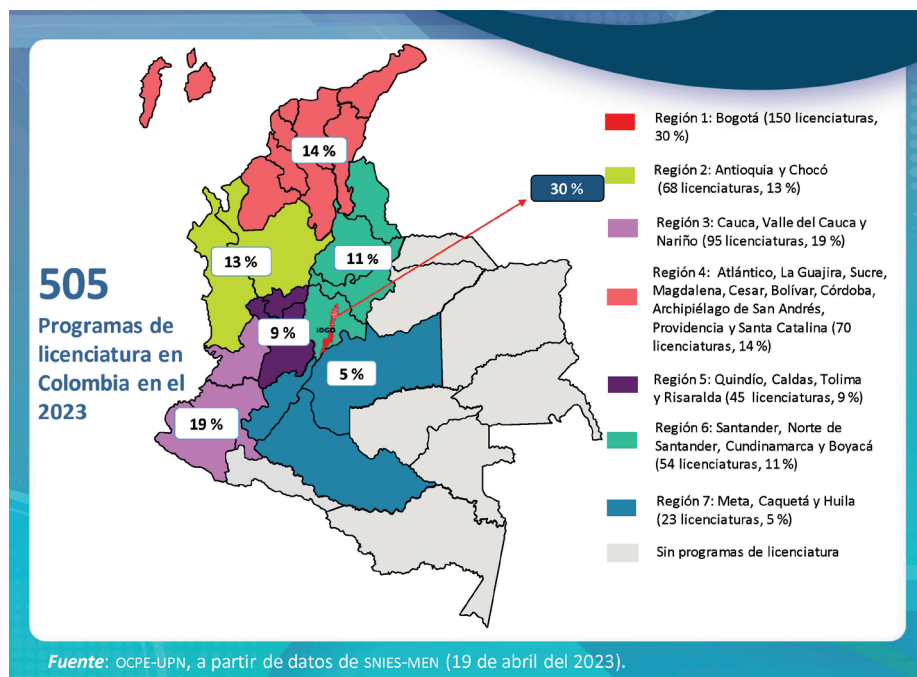 505
Programas de
licenciatura en
Colombia en el
2023
14 %
30 %
13 %
11 %
9 %
5 %
19 %
Región 1: Bogotá (150 licenciaturas,
30 %)
Región 2: Antioquia y Chocó
(68 licenciaturas, 13 %)
Región 3: Cauca, Valle del Cauca y
Nariño (95 licenciaturas, 19 %)
Región 4: Atlántico, La Guajira, Sucre,
Magdalena, Cesar, Bolívar, Córdoba,
Archipiélago de San Andrés,
Providencia y Santa Catalina (70
licenciaturas, 14 %)
Región 5: Quindío, Caldas, Tolima
y Risaralda (45 licenciaturas, 9 %)
Región 6: Santander, Norte de
Santander, Cundinamarca y Boyacá
(54 licenciaturas, 11 %)
Región 7: Meta, Caquetá y Huila
(23 licenciaturas, 5 %)
Sin programas de licenciatura
Fuente: OCPE-UPN, a partir de datos de SNIES-MEN (19 de abril del 2023).